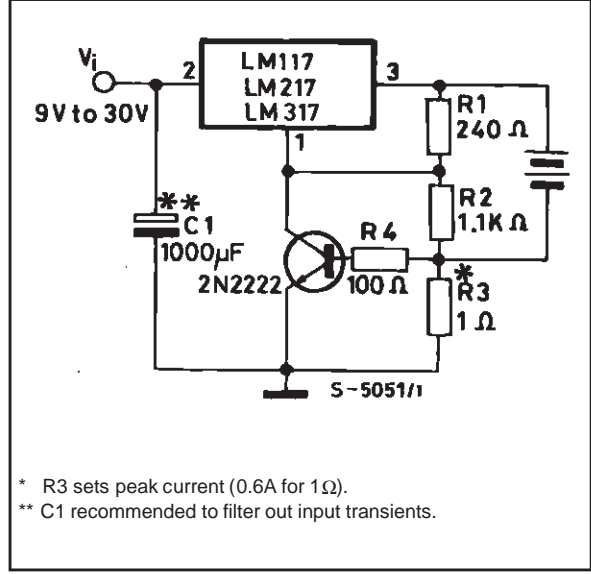 Vi
9V to 30V
2
LM117
LM217
LM317
3
1
R1
240 Ω
R2
1.1K Ω
**
C1
1000µF
2N2222
R4
100 Ω
*
R3
1 Ω
S-5051/1
* R3 sets peak current (0.6A for 1Ω).
** C1 recommended to filter out input transients.